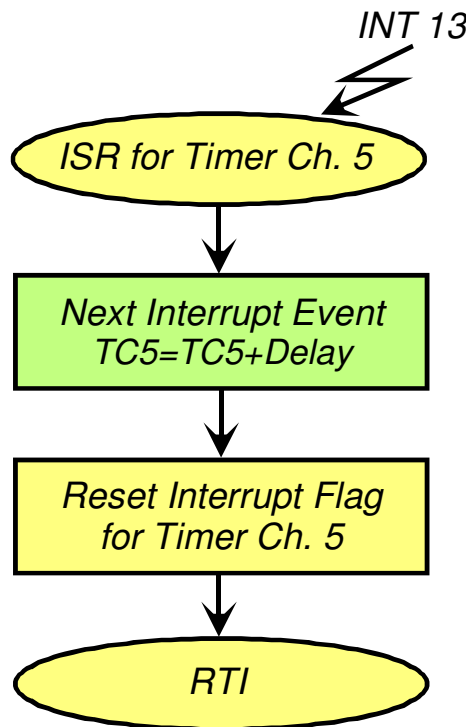 INT 13
ISR for Timer Ch. 5
Next Interrupt Event
TC5=TC5+Delay
Reset Interrupt Flag
for Timer Ch. 5
RTI